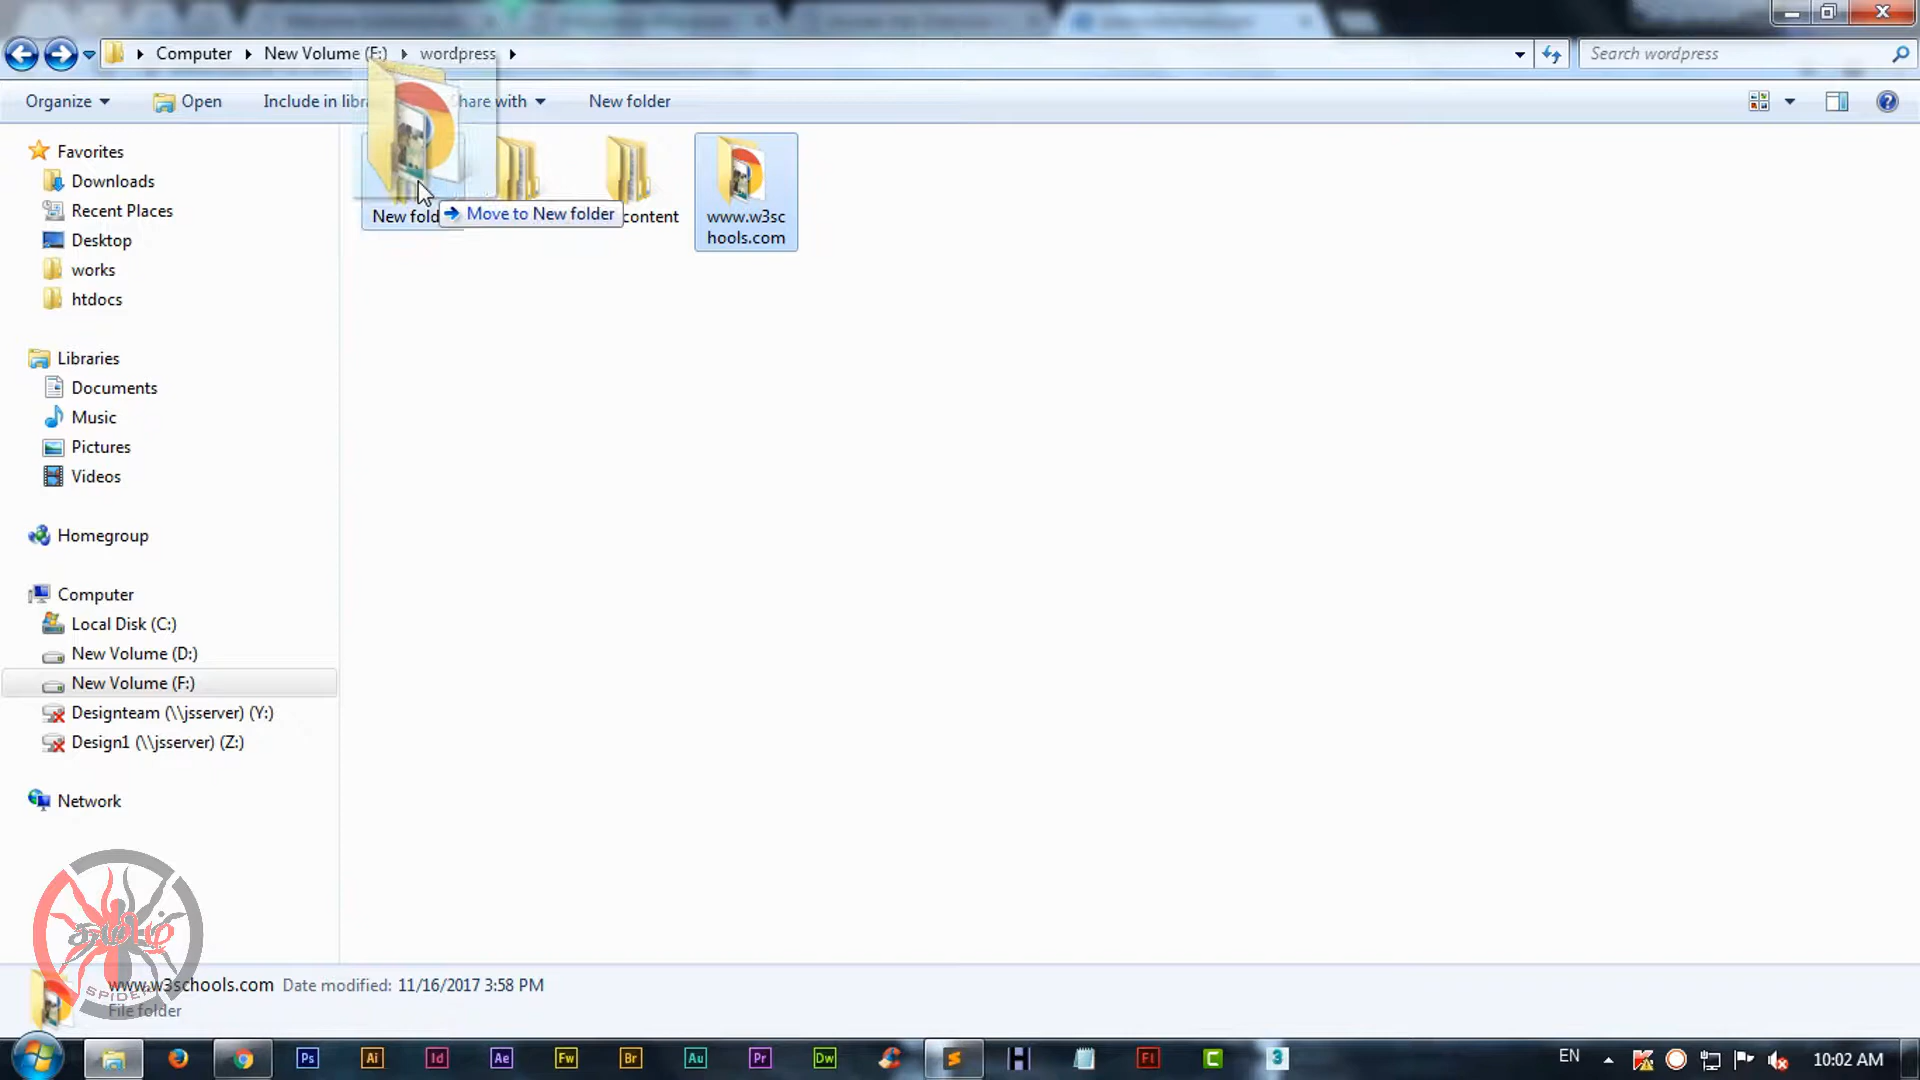 Computer New Volume (F:) wordpress
Search wordpress
Organize Open Include in libra hare with New folder
New fold
Move to New folder
content
www.w3sc
hools.com
Favorites
Downloads
Recent Places
Desktop
works
htdocs
Libraries
Documents
Music
Pictures
Videos
Homegroup
Computer
Local Disk (C:)
New Volume (D:)
New Volume (F:)
Designteam (\\jsserver) (Y:)
Design1 (\\jsserver) (Z:)
Network
தமிழ்
SPIDER
www.w3schools.com Date modified: 11/16/2017 3:58 PM
File folder
Ps Ai Id Ae Fw Br Au Pr Dw Fl C 3
EN 10:02 AM